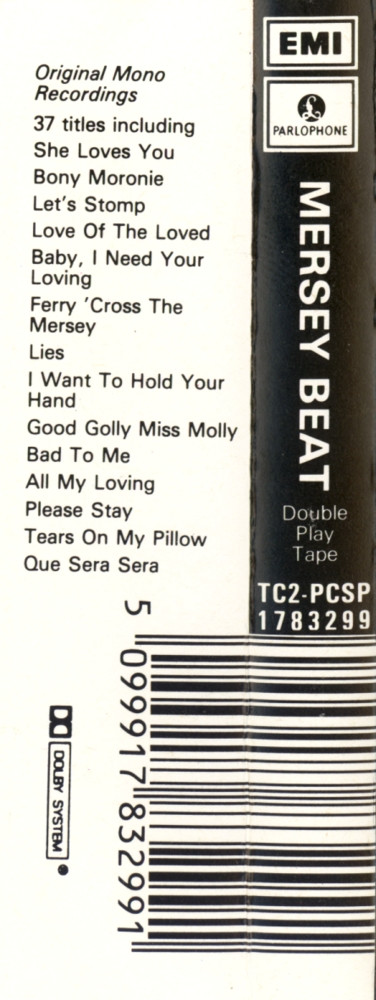 Original Mono
Recordings
37 titles including
She Loves You
Bony Moronie
Let's Stomp
Love Of The Loved
Baby, I Need Your
Loving
Ferry 'Cross The
Mersey
Lies
I Want To Hold Your
Hand
Good Golly Miss Molly
Bad To Me
All My Loving
Please Stay
Tears On My Pillow
Que Sera Sera
EMI
PARLOPHONE
MERSEY BEAT
Double
Play
Tape
TC2-PCSP
1783299
5 099917 832991
DOLBY SYSTEM